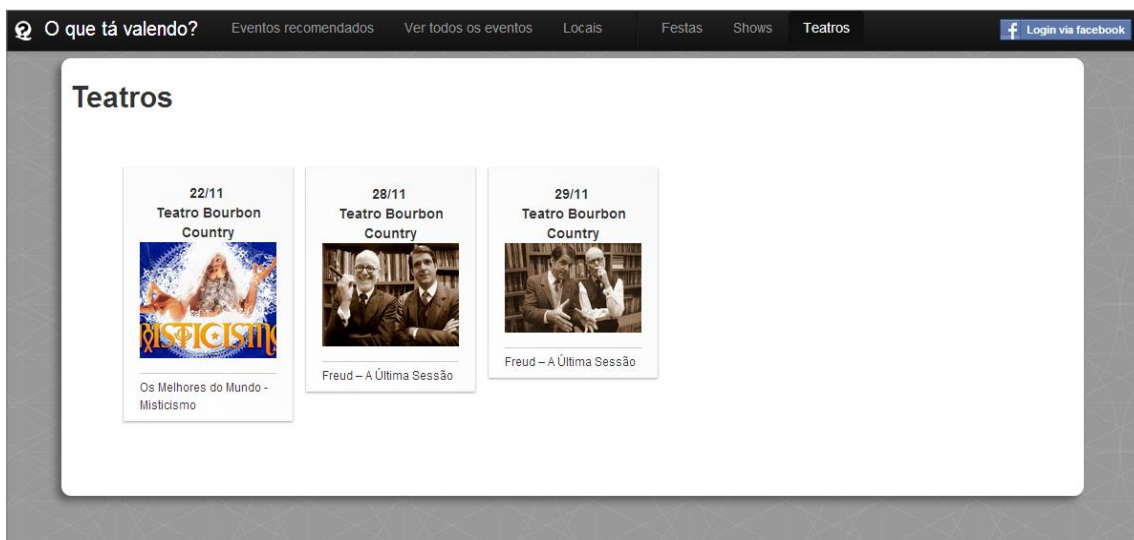 O que tá valendo? Eventos recomendados Ver todos os eventos Locais Festas Shows Teatros Login via facebook
Teatros
22/11
Teatro Bourbon
Country
MISTICISMO
Os Melhores do Mundo -
Misticismo
28/11
Teatro Bourbon
Country
Freud – A Última Sessão
29/11
Teatro Bourbon
Country
Freud – A Última Sessão